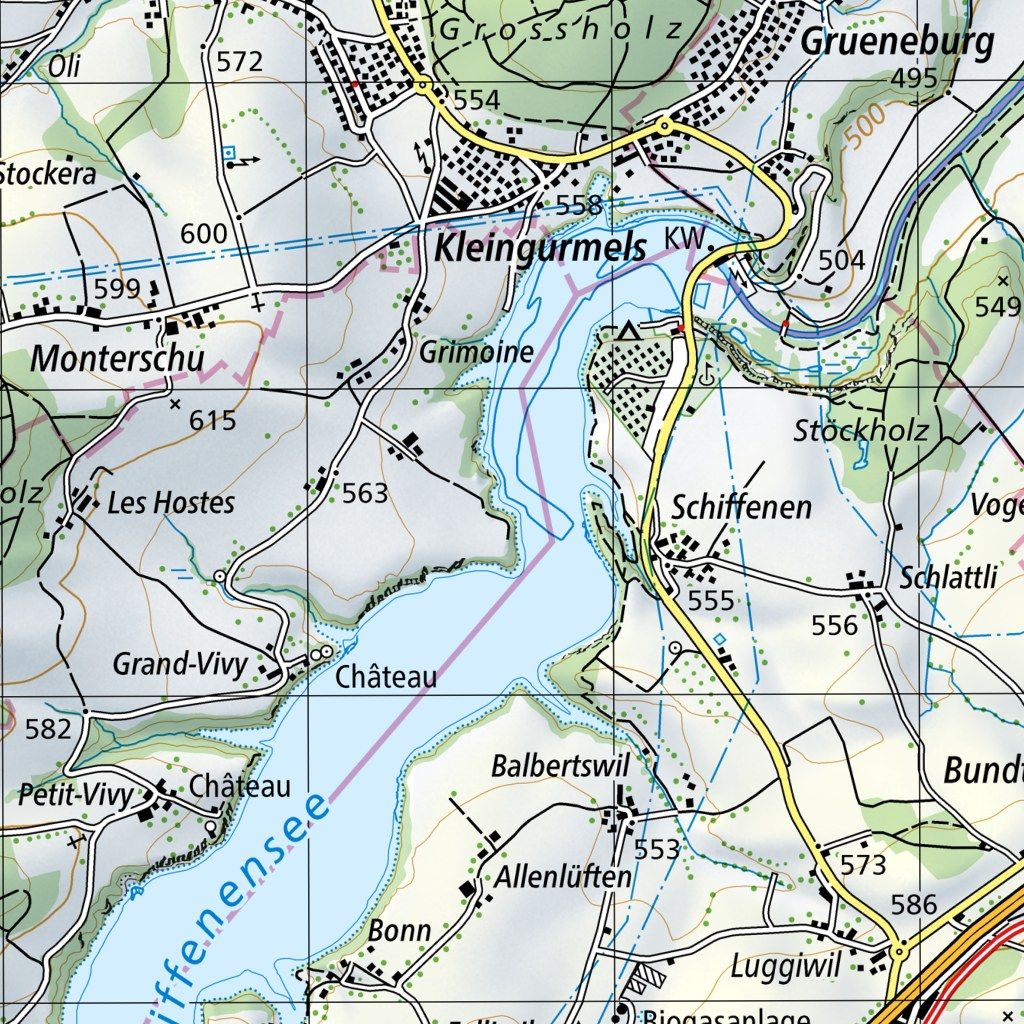 Grossholz
Grueneburg
Öli
572
554
495
500
Stockera
600
558
Kleingurmels
KW
504
599
549
Monterschu
Grimoine
615
Stöckholz
olz
Les Hostes
563
Schiffenen
Voge
Schlattli
555
556
Grand-Vivy
Château
582
Balbertswil
Bundt
Petit-Vivy
Château
553
573
Allenlüften
586
iffenensee
Bonn
Luggiwil
Biogasanlage